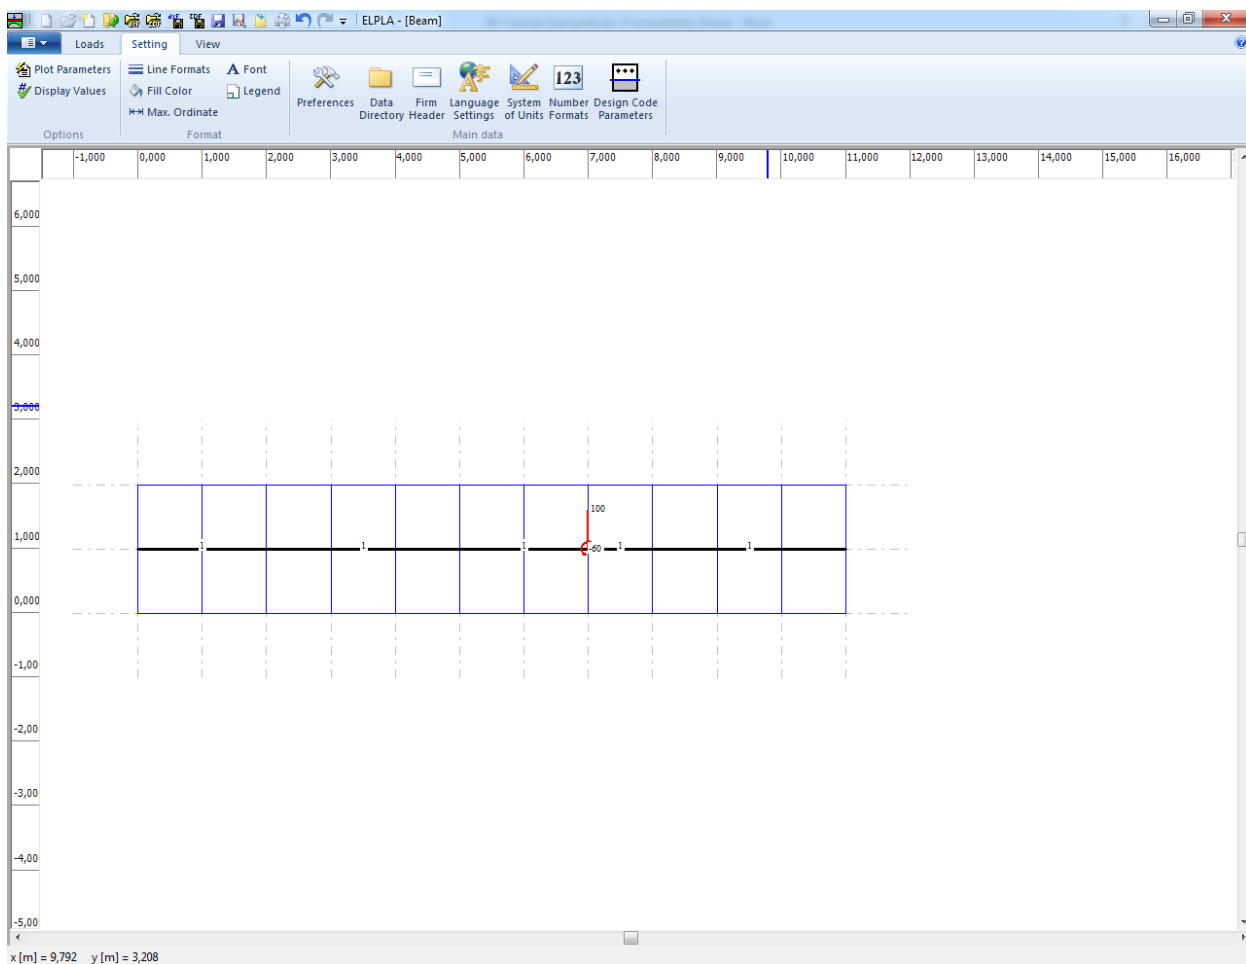 ELPLA - [Beam]
Loads Setting View
Plot Parameters Line Formats A Font
Display Values Fill Color Legend
Max. Ordinate
Preferences Data Directory Firm Header Language Settings System of Units Number Formats Design Code Parameters
123
Options Format Main data
-1,000 0,000 1,000 2,000 3,000 4,000 5,000 6,000 7,000 8,000 9,000 10,000 11,000 12,000 13,000 14,000 15,000 16,000
6,000
5,000
4,000
3,000
2,000
100
1,000
1 1 1 -60 1 1
0,000
-1,00
-2,00
-3,00
-4,00
-5,00
x [m] = 9,792 y [m] = 3,208